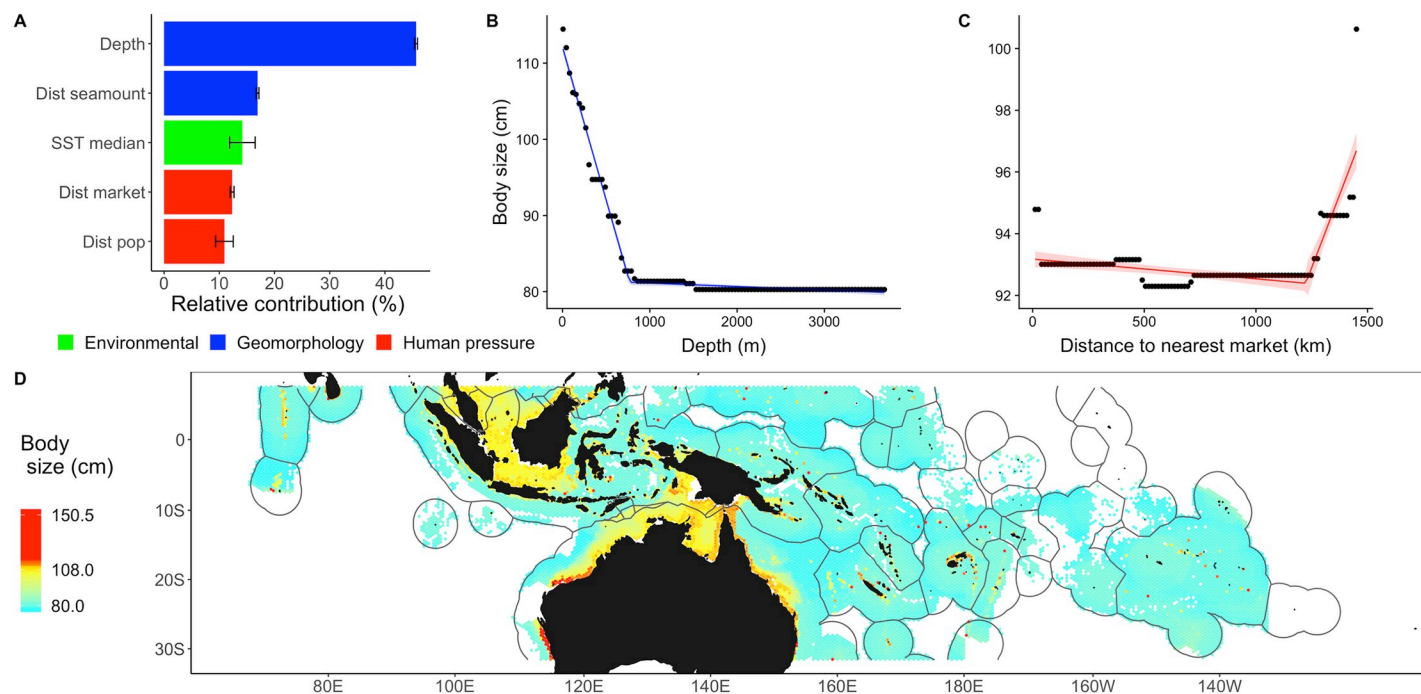 A
Depth
Dist seamount
SST median
Dist market
Dist pop
0
10
20
30
40
Relative contribution (%)
Environmental
Geomorphology
Human pressure
B
Body size (cm)
110
100
90
80
0
1000
2000
3000
Depth (m)
C
100
98
96
94
92
0
500
1000
1500
Distance to nearest market (km)
D
Body
size (cm)
150.5
108.0
80.0
0
10S
20S
30S
80E
100E
120E
140E
160E
180E
160W
140W